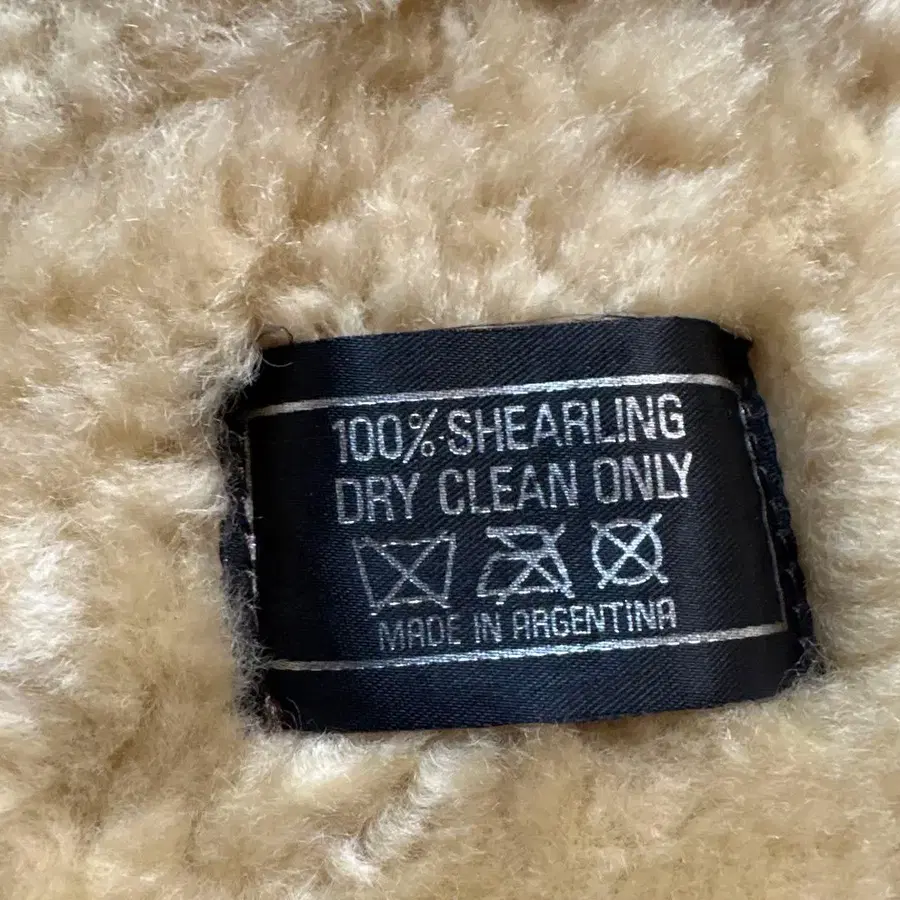 100% SHEARLING
DRY CLEAN ONLY
MADE IN ARGENTINA